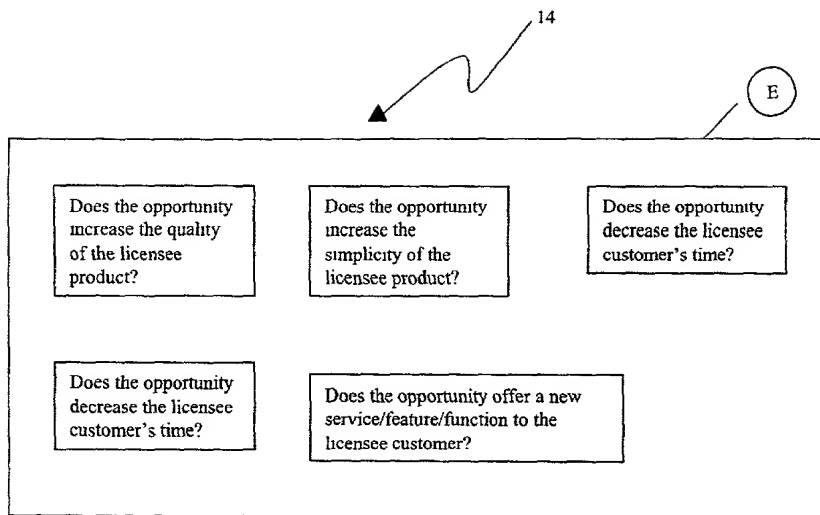 14
E
Does the opportunity
increase the quality
of the licensee
product?
Does the opportunity
increase the
simplicity of the
licensee product?
Does the opportunity
decrease the licensee
customer's time?
Does the opportunity
decrease the licensee
customer's time?
Does the opportunity offer a new
service/feature/function to the
licensee customer?